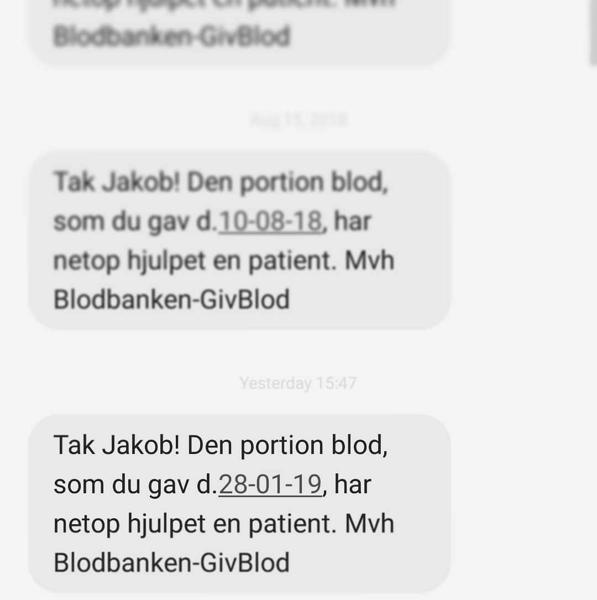 netop hjulpet en patient. Mvh
Blodbanken-GivBlod
Aug 15, 2018
Tak Jakob! Den portion blod,
som du gav d.10-08-18, har
netop hjulpet en patient. Mvh
Blodbanken-GivBlod
Yesterday 15:47
Tak Jakob! Den portion blod,
som du gav d.28-01-19, har
netop hjulpet en patient. Mvh
Blodbanken-GivBlod